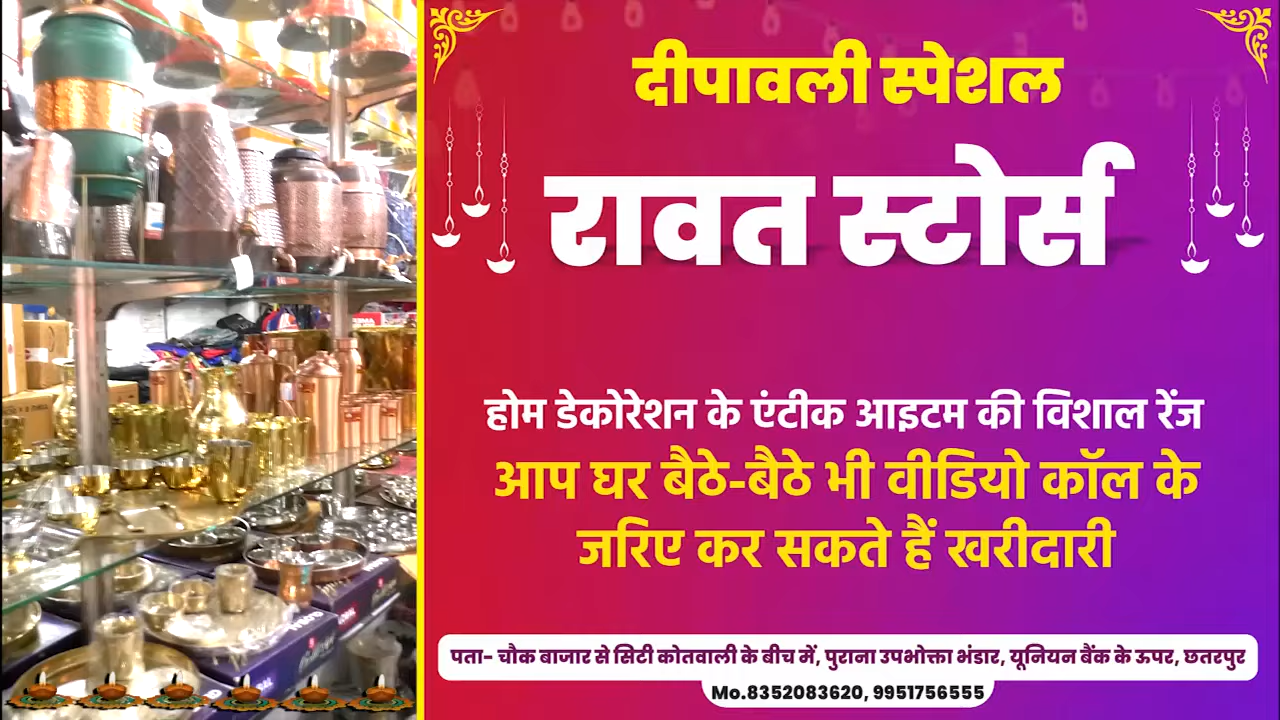 दीपावली स्पेशल
रावत स्टोर्स
होम डेकोरेशन के एंटीक आइटम की विशाल रेंज
आप घर बैठे-बैठे भी वीडियो कॉल के
जरिए कर सकते हैं खरीदारी
पता- चौक बाजार से सिटी कोतवाली के बीच में, पुराना उपभोक्ता भंडार, यूनियन बैंक के ऊपर, छतरपुर
Mo.8352083620, 9951756555